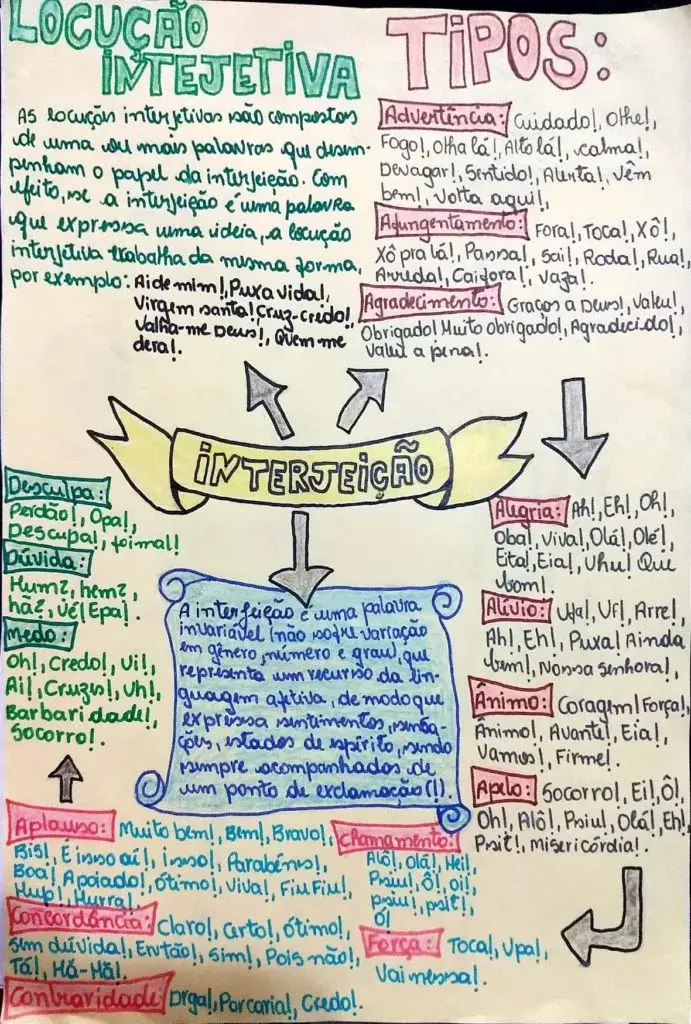 LOCUÇÃO
INTEJETIVA
As locuções interjetivas são compostas
de uma ou mais palavras que desem-
penham o papel da interjeição. Com
efeito, se a interjeição é uma palavra
que expressa uma ideia, a locução
interjetiva trabalha da mesma forma,
por exemplo: Ai de mim!, Puxa vida!,
Virgem santa! Cruz-credo!,
Valha-me Deus!, Quem me
dera!.
TIPOS:
Advertência: Cuidado!, Olhe!,
Fogo!, Olha lá!, Alto lá!, calma!,
Devagar!, Sentido!, Alerta!, Vêm
bem!, Volta aqui!,
Afungentamento: Fora!, Toca!, Xô!,
Xô pra lá!, Passa!, Sai!, Roda!, Rua!,
Arreda!, Cai fora!, Vaza!.
Agradecimento: Graças a Deus!, Valeu!,
Obrigado! Muito obrigado!, Agradecido!,
Valeu a pena!.
INTERJEIÇÃO
Desculpa:
Perdão!, Opa!,
Descupa!, foi mal!
Dúvida:
Hum?, hem?,
hã?, Ué! Epa!.
Medo:
Oh!, Credo!, Ui!,
Ai!, Cruzes!, Uh!,
Barbaridade!,
Socorro!.
A interjeição é uma palavra
invariável (não sofre variação
em gênero, número e grau), que
representa um recurso da lin-
guagem afetiva, de modo que
expressa sentimentos, sensa-
ções, estados de espírito, sendo
sempre acompanhados de
um ponto de exclamação (!).
Alegria: Ah!, Eh!, Oh!,
Oba!, Viva!, Olá!, Olé!,
Eita!, Eia!, Uhu! Que
bom!.
Alívio: Ufa!, Uf!, Arre!,
Ah!, Eh!, Puxa! Ainda
bem!, Nossa senhora!,
Ânimo: Coragem! Força!,
Ânimo!, Avante!, Eia!,
Vamos!, Firme!.
Apelo: Socorro!, Ei!, Ô!,
Oh!, Alô!, Psiu!, Olá!, Eh!,
Psit!, Misericórdia!.
Aplauso: Muito bem!, Bem!, Bravo!,
Bis!, É isso aí!, isso!, Parabéns!,
Boa! Apoiado!, Ótimo!, Viva!, Fiu Fiu!,
Hup!, Hurra!.
Concordância: Claro!, Certo!, Ótimo!,
Sem dúvida!, Então!, Sim!, Pois não!,
Tá!, Hã-Hã!.
Contrariedade Droga!, Porcaria!, Credo!.
Chamamento:
Alô!, Olá!, Hei!,
Psiu!, Ô!, oi!,
psiu!, psit!,
Ó!
Força: Toca!, Upa!,
Vai nessa!.